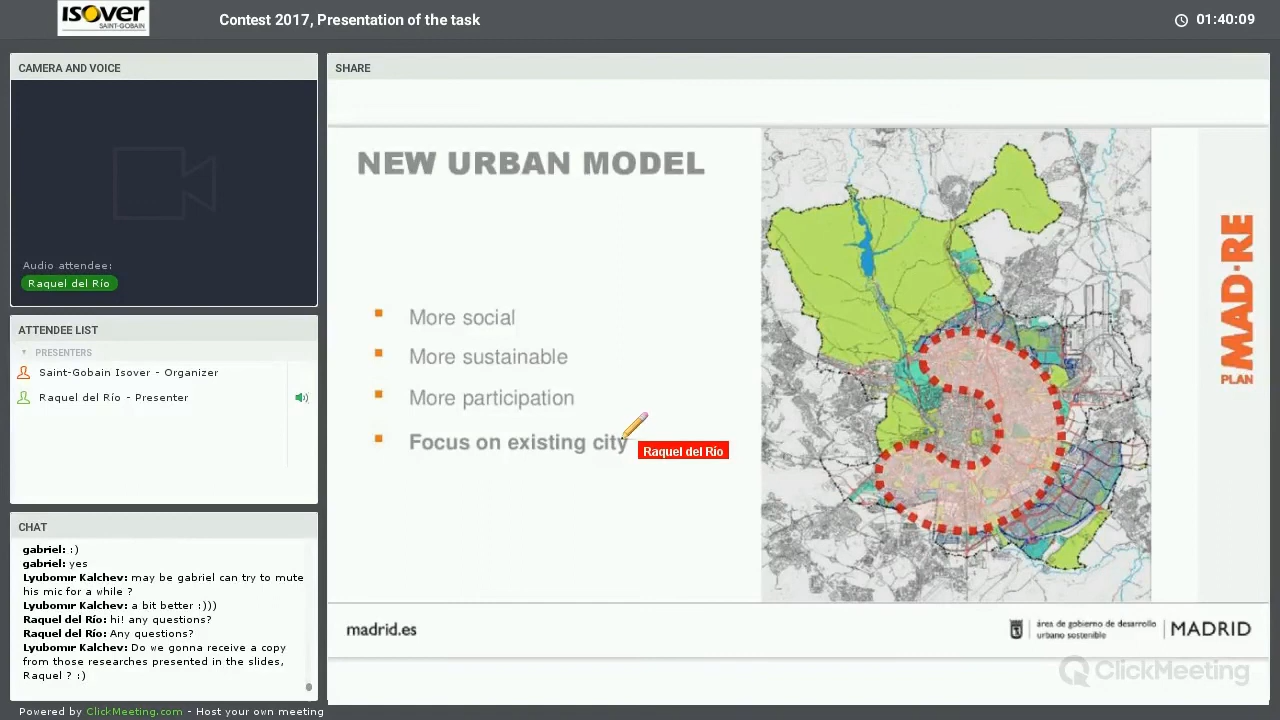 isover
SAINT-GOBAIN
Contest 2017, Presentation of the task
01:40:09
CAMERA AND VOICE
Audio attendee:
Raquel del Río
ATTENDEE LIST
PRESENTERS
Saint-Gobain Isover - Organizer
Raquel del Río - Presenter
CHAT
gabriel: :)
gabriel: yes
Lyubomir Kalchev: may be gabriel can try to mute
his mic for a while ?
Lyubomir Kalchev: a bit better :)))
Raquel del Río: hi! any questions?
Raquel del Río: Any questions?
Lyubomir Kalchev: Do we gonna receive a copy
from those researches presented in the slides,
Raquel ? :)
Powered by ClickMeeting.com - Host your own meeting
SHARE
NEW URBAN MODEL
More social
More sustainable
More participation
Focus on existing city
Raquel del Río
PLAN MAD-RE
madrid.es
área de gobierno de desarrollo
urbano sostenible
MADRID
ClickMeeting